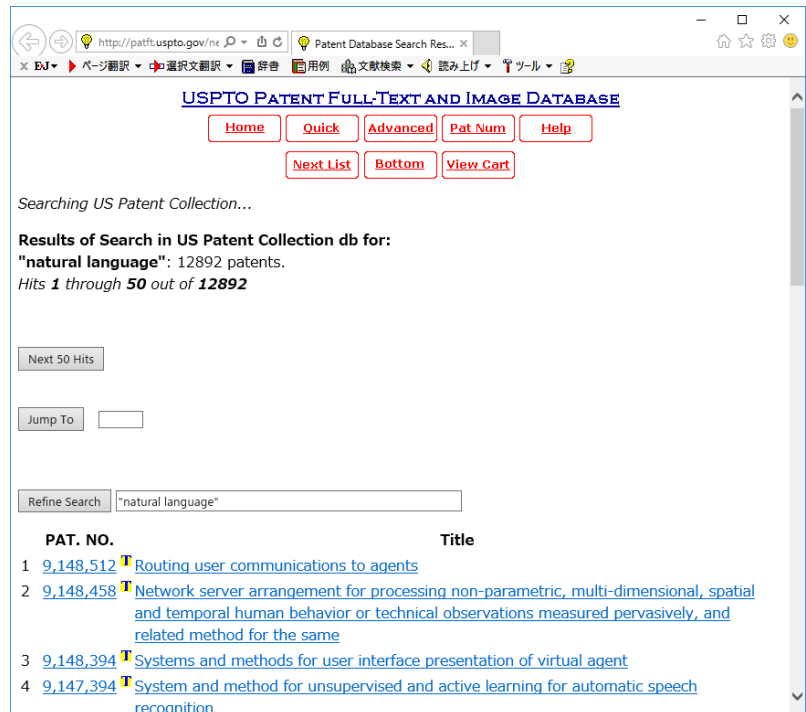 http://patft.uspto.gov/ne
Patent Database Search Res...
× EJ ページ翻訳 選択文翻訳 辞書 用例 文献検索 読み上げ ツール
USPTO PATENT FULL-TEXT AND IMAGE DATABASE
Home Quick Advanced Pat Num Help
Next List Bottom View Cart
Searching US Patent Collection...
Results of Search in US Patent Collection db for:
"natural language": 12892 patents.
Hits 1 through 50 out of 12892
Next 50 Hits
Jump To
Refine Search "natural language"
PAT. NO. Title
1 9,148,512 T Routing user communications to agents
2 9,148,458 T Network server arrangement for processing non-parametric, multi-dimensional, spatial
and temporal human behavior or technical observations measured pervasively, and
related method for the same
3 9,148,394 T Systems and methods for user interface presentation of virtual agent
4 9,147,394 T System and method for unsupervised and active learning for automatic speech
recognition